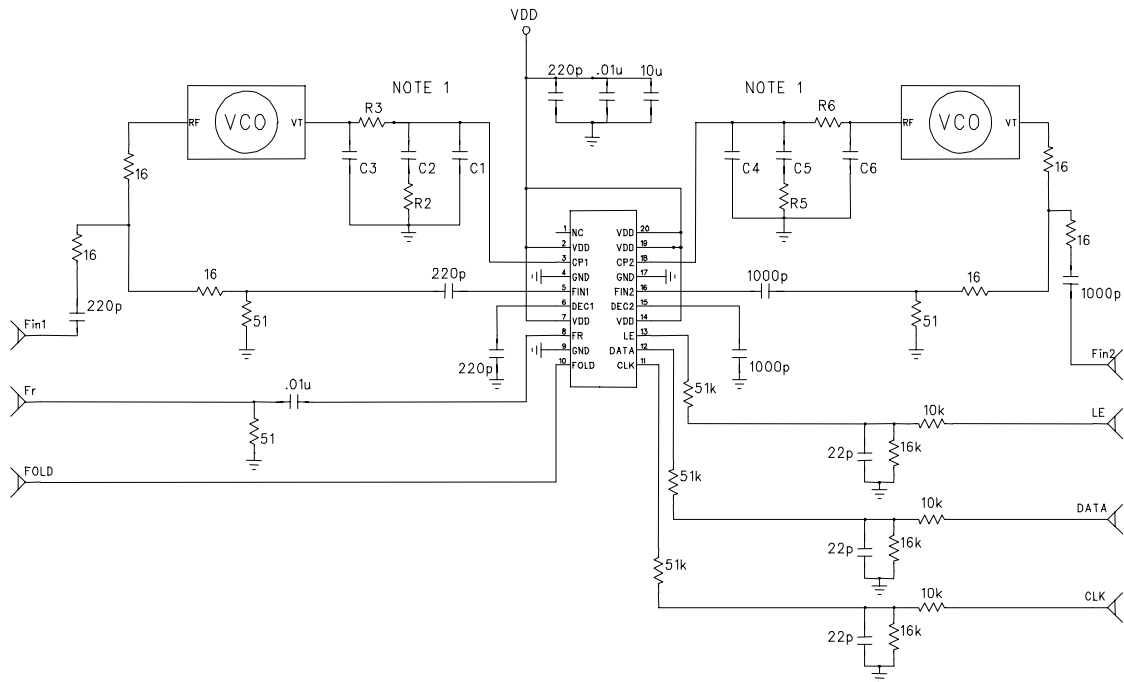 VDD
220p .01u 10u
NOTE 1
NOTE 1
R3
R6
RF VCO VT
RF VCO VT
16
C3 C2 C1
R2
C4 C5 C6
R5
16
16
16
1 NC VDD 20
2 VDD VDD 19
3 CP1 CP2 18
4 GND GND 17
5 FIN1 FIN2 16
6 DEC1 DEC2 15
7 VDD VDD 14
8 FR LE 13
9 GND DATA 12
10 FOLD CLK 11
16
220p
1000p
16
220p
1000p
51
51
Fin1
Fin2
220p
1000p
Fr
.01u
51
51k
10k
LE
22p
16k
FOLD
51k
10k
DATA
22p
16k
51k
10k
CLK
22p
16k